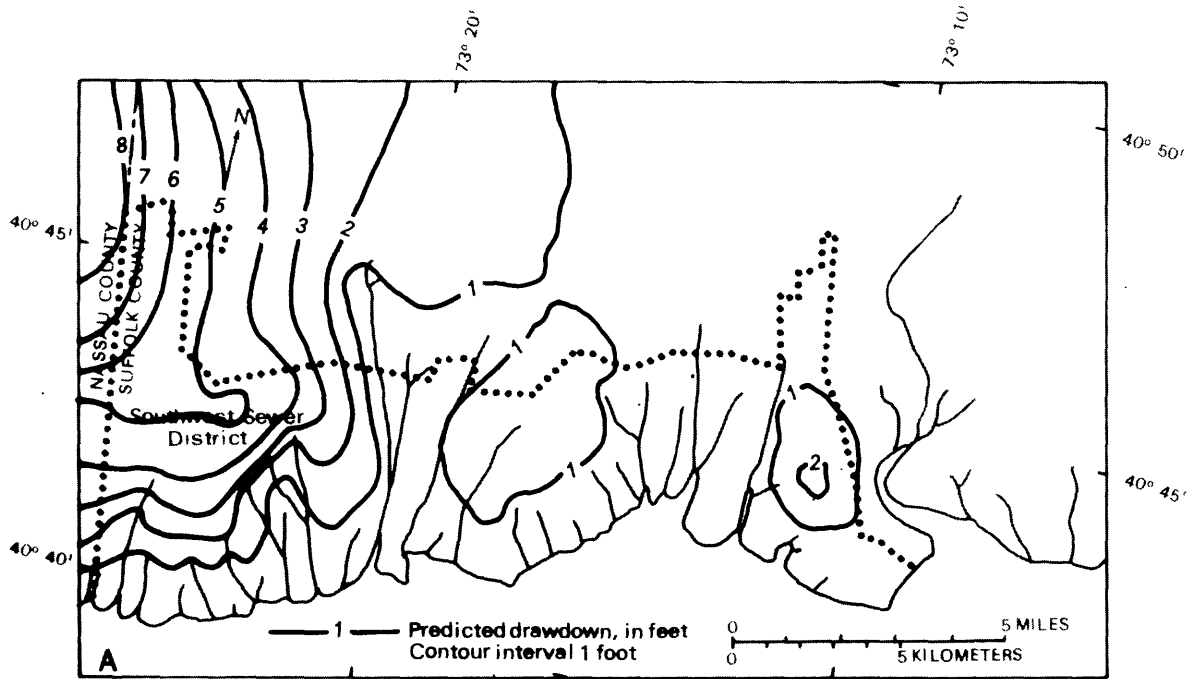 73° 20'
73° 10'
N
8
7
6
5
4
3
2
40° 50'
40° 45'
NASSAU COUNTY
SUFFOLK COUNTY
1
1
1
Southwest Sewer
District
1
2
40° 45'
40° 40'
1 Predicted drawdown, in feet
Contour interval 1 foot
0 5 MILES
0 5 KILOMETERS
A